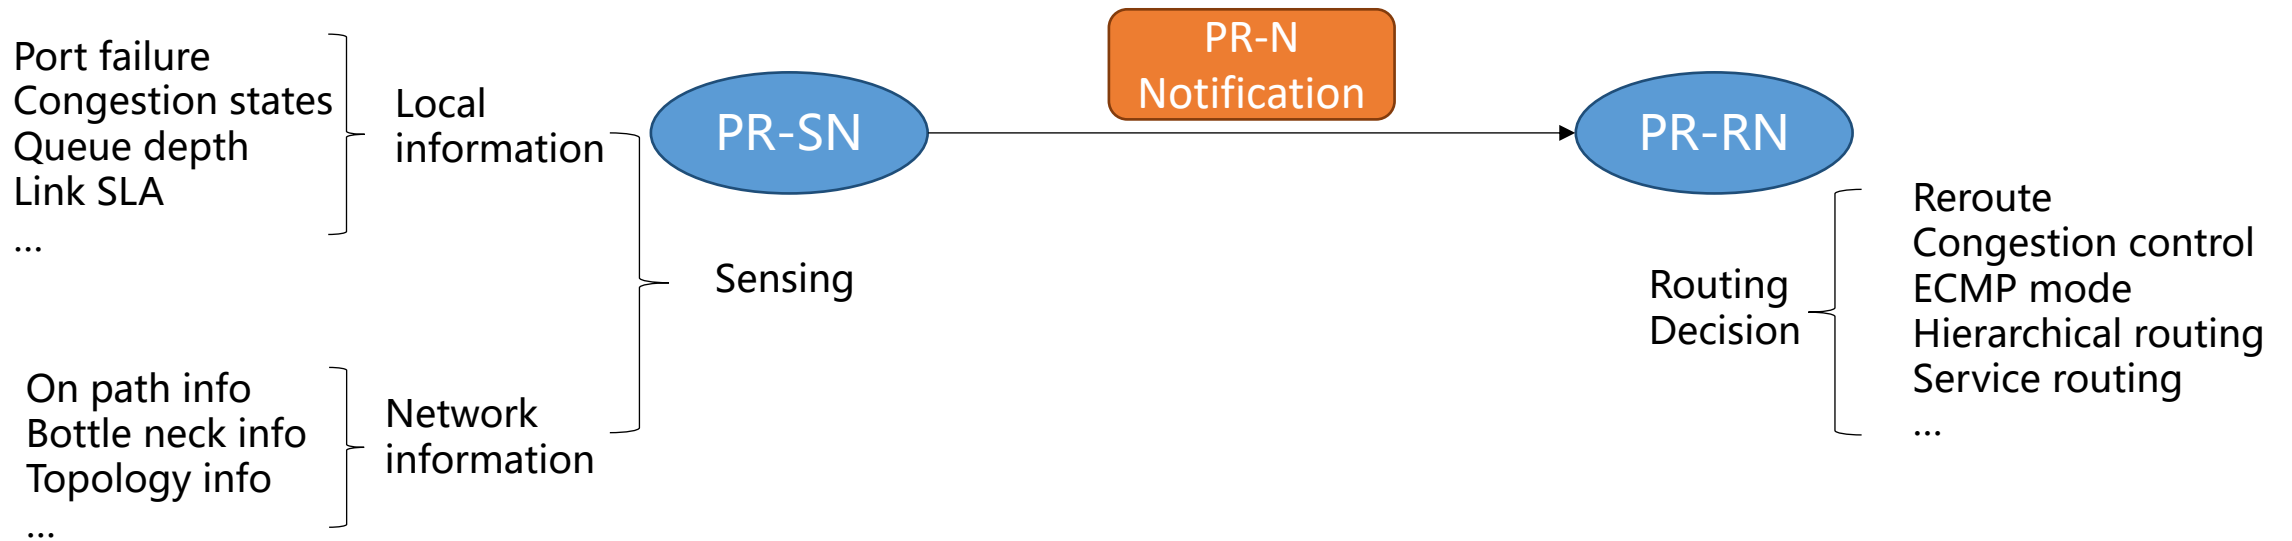 Port failure
Congestion states
Queue depth
Link SLA
...
Local
information
On path info
Bottle neck info
Topology info
...
Network
information
Sensing
PR-SN
PR-N
Notification
PR-RN
Routing
Decision
Reroute
Congestion control
ECMP mode
Hierarchical routing
Service routing
...